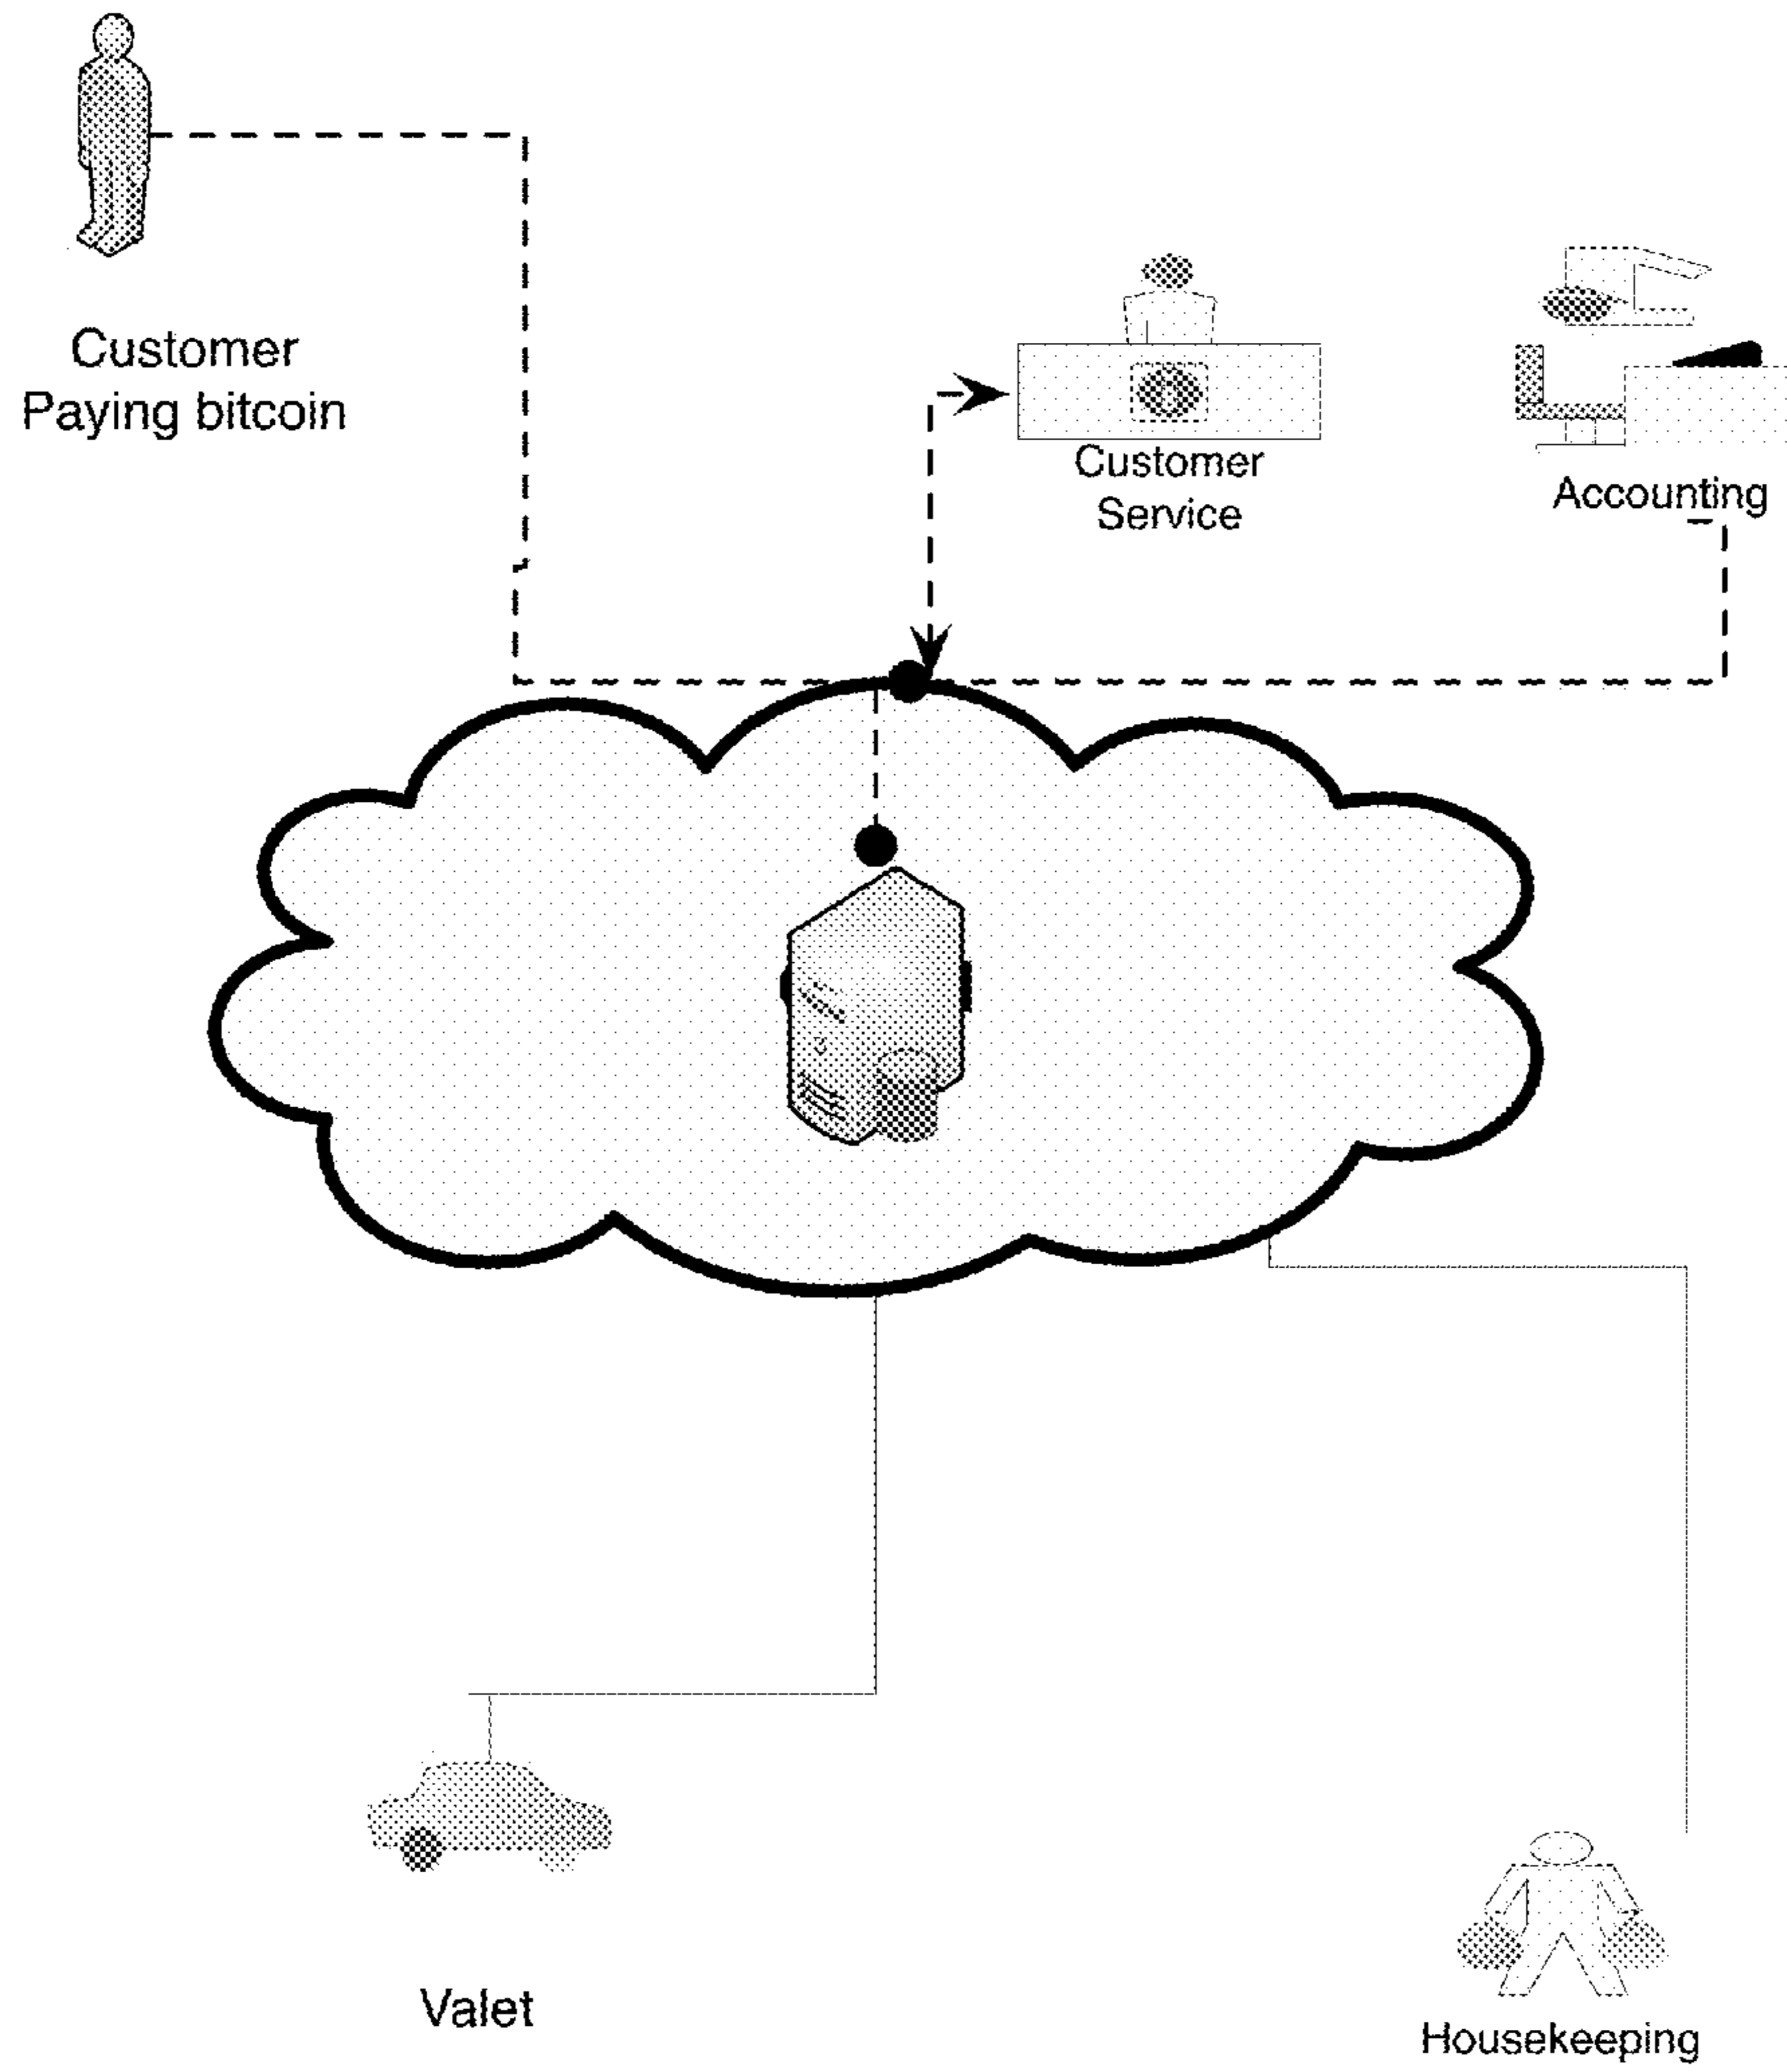 Customer
Paying bitcoin
Customer
Service
Accounting
Valet
Housekeeping